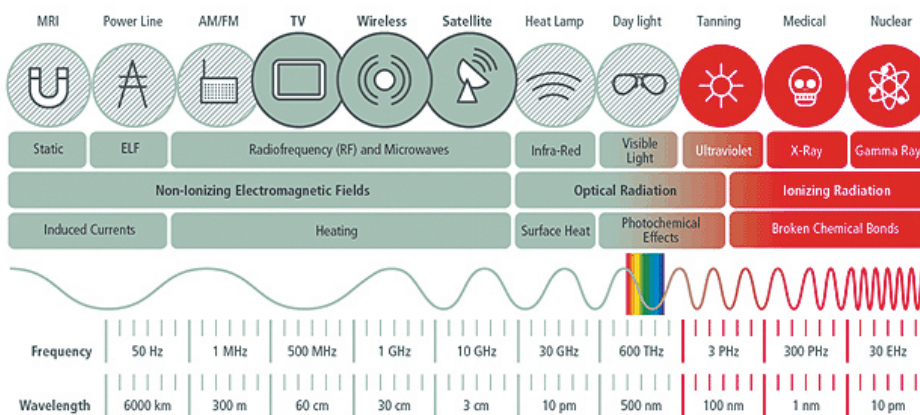 MRI Power Line AM/FM TV Wireless Satellite Heat Lamp Day light Tanning Medical Nuclear
Static ELF Radiofrequency (RF) and Microwaves Infra-Red Visible Light Ultraviolet X-Ray Gamma Ray
Non-Ionizing Electromagnetic Fields Optical Radiation Ionizing Radiation
Induced Currents Heating Surface Heat Photochemical Effects Broken Chemical Bonds
Frequency 50 Hz 1 MHz 500 MHz 1 GHz 10 GHz 30 GHz 600 THz 3 PHz 300 PHz 30 EHz
Wavelength 6000 km 300 m 60 cm 30 cm 3 cm 10 pm 500 nm 100 nm 1 nm 10 pm